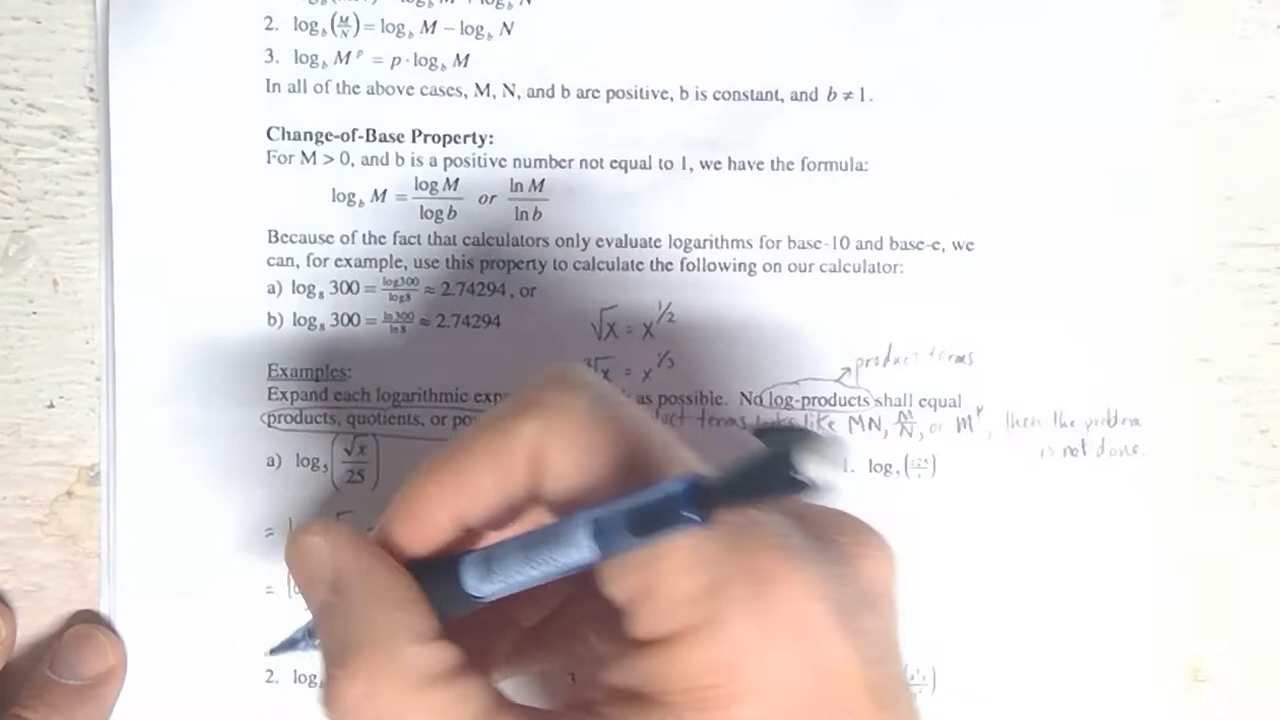 2. log_b (M/N) = log_b M − log_b N
3. log_b M^p = p · log_b M
In all of the above cases, M, N, and b are positive, b is constant, and b ≠ 1.
Change-of-Base Property:
For M > 0, and b is a positive number not equal to 1, we have the formula:
log_b M = log M / log b or ln M / ln b
Because of the fact that calculators only evaluate logarithms for base-10 and base-e, we
can, for example, use this property to calculate the following on our calculator:
a) log_8 300 = log300/log8 ≈ 2.74294, or
b) log_8 300 = ln300/ln8 ≈ 2.74294
√x = x^1/2
∛x = x^1/3
product terms
Examples:
Expand each logarithmic as possible. No log-products shall equal
products, quotients, or terms looks like MN, M/N, or M^P, then the problem
is not done.
a) log_5 (√x / 25)
1. log_5
=
=
2. log